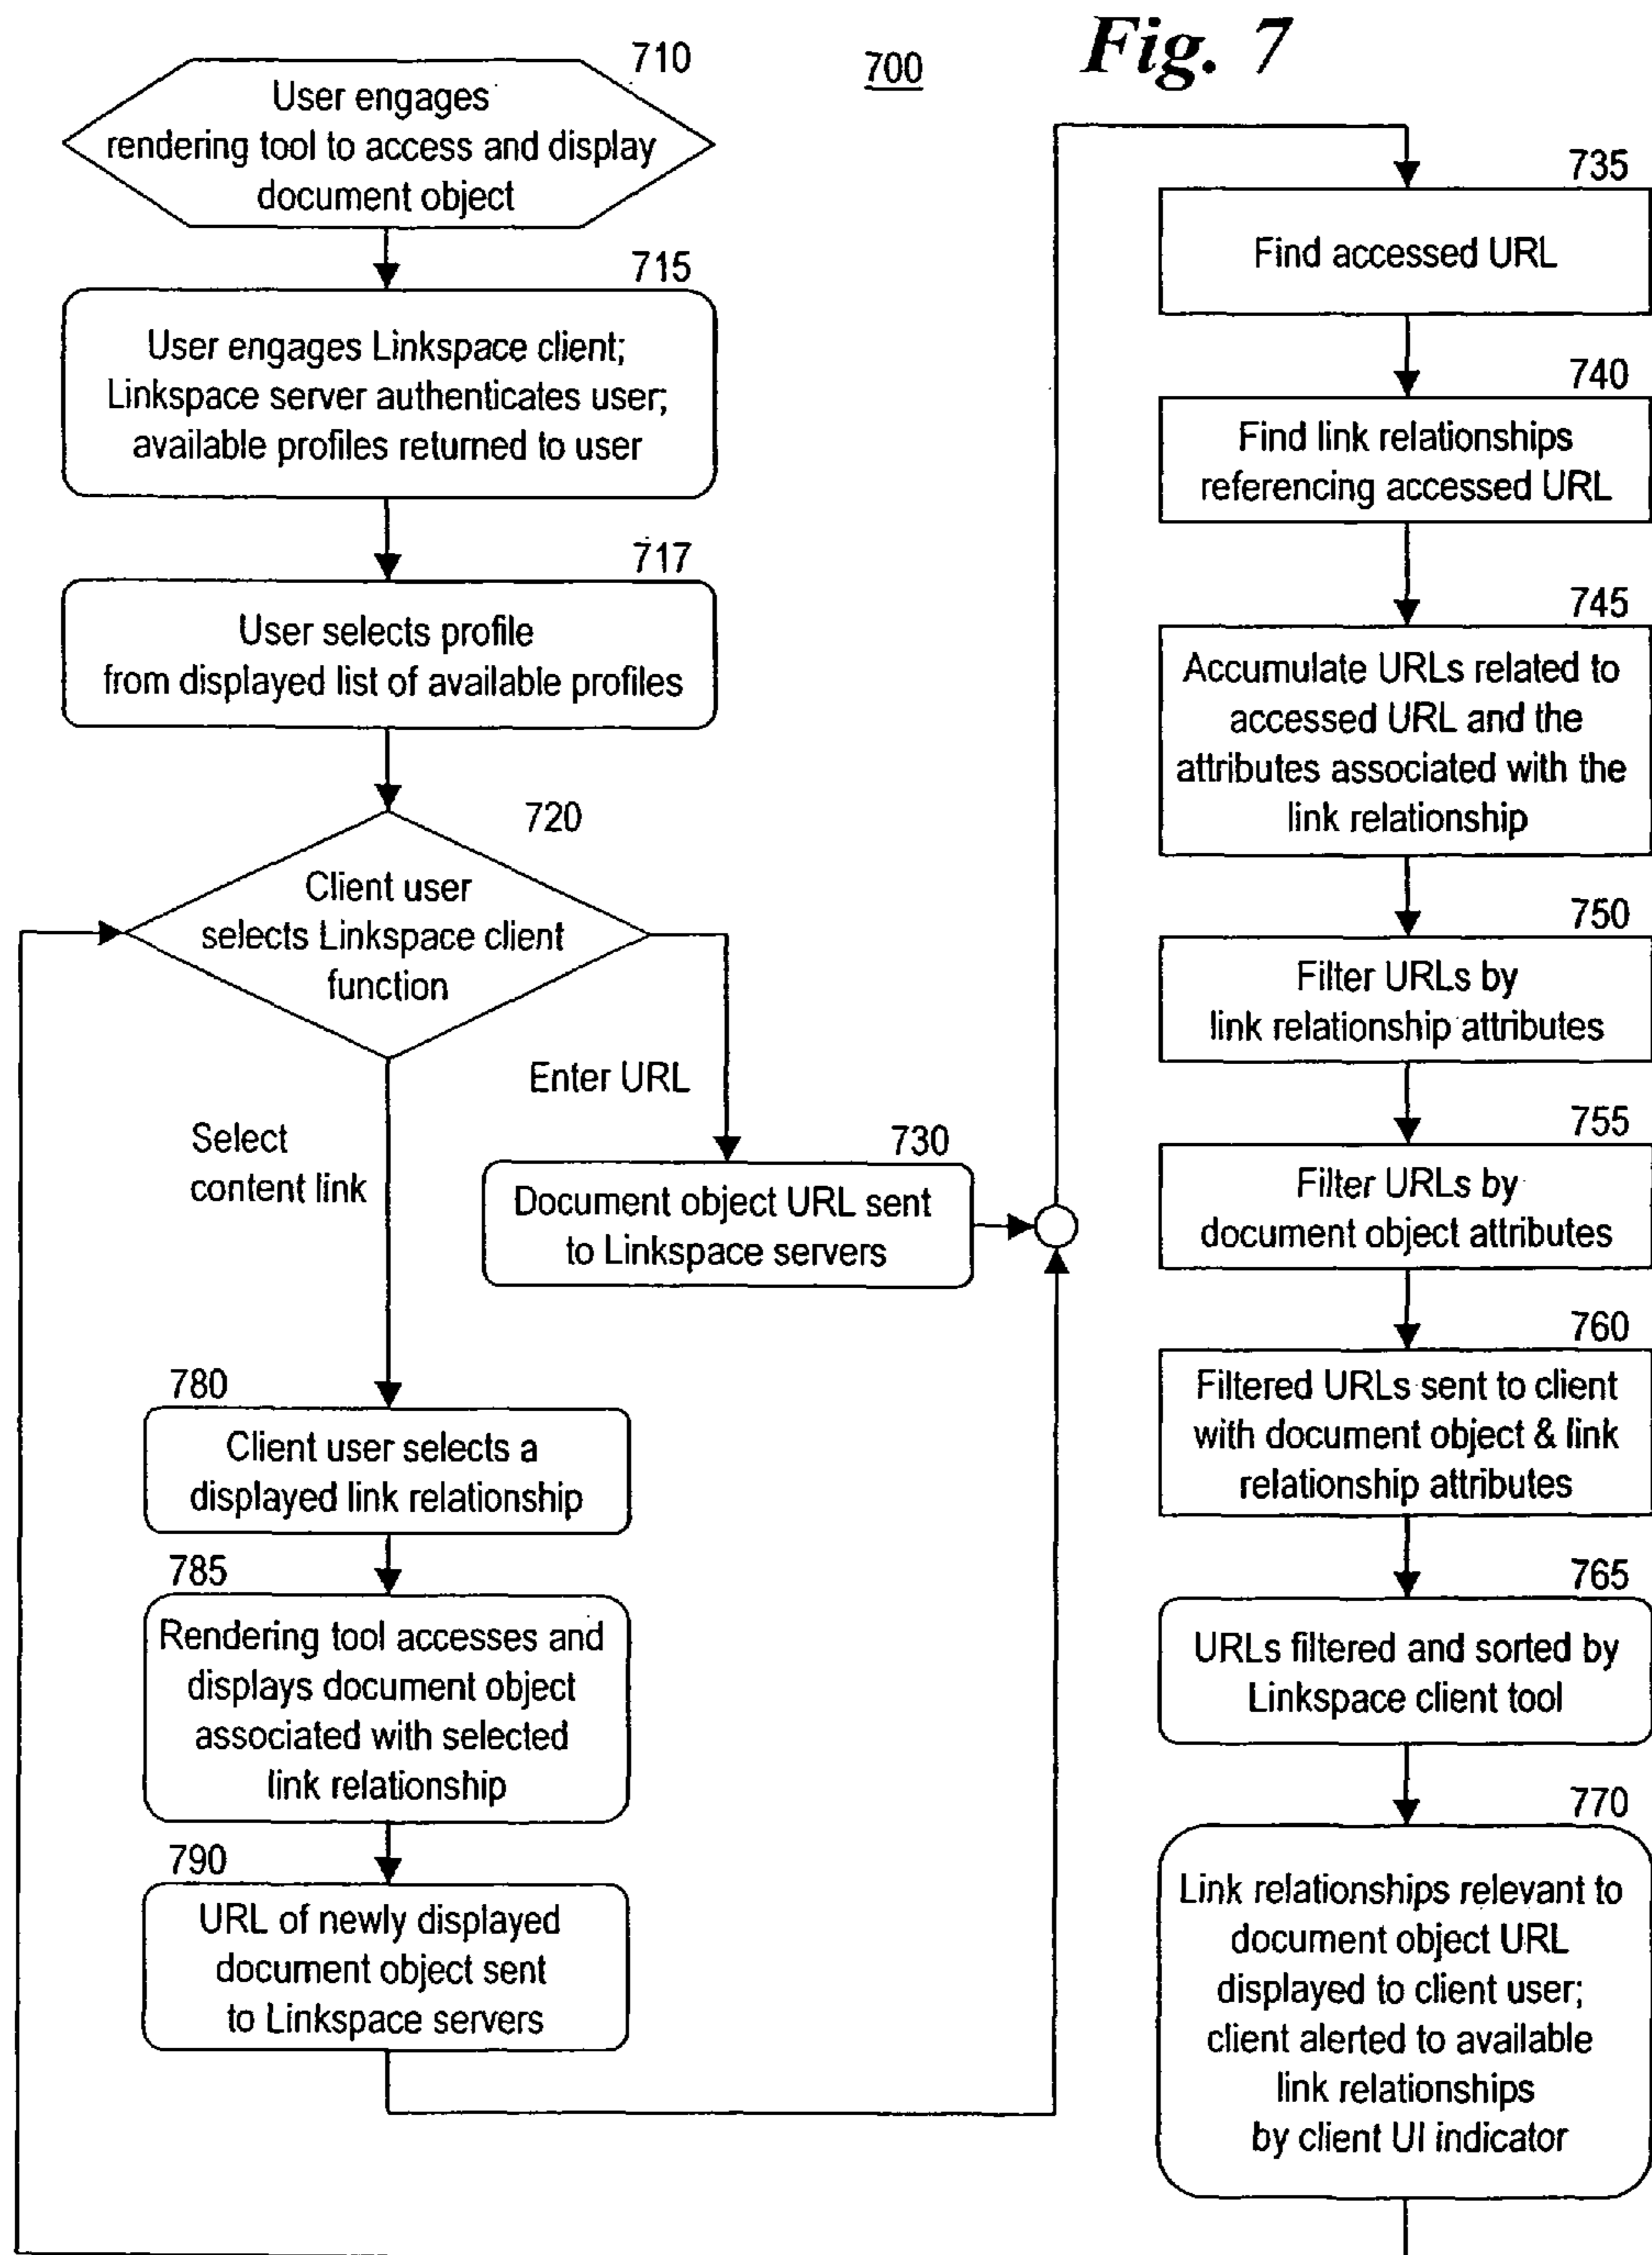 Fig. 7
700
710
User engages
rendering tool to access and display
document object
715
User engages Linkspace client;
Linkspace server authenticates user;
available profiles returned to user
717
User selects profile
from displayed list of available profiles
720
Client user
selects Linkspace client
function
Enter URL
Select
content link
730
Document object URL sent
to Linkspace servers
780
Client user selects a
displayed link relationship
785
Rendering tool accesses and
displays document object
associated with selected
link relationship
790
URL of newly displayed
document object sent
to Linkspace servers
735
Find accessed URL
740
Find link relationships
referencing accessed URL
745
Accumulate URLs related to
accessed URL and the
attributes associated with the
link relationship
750
Filter URLs by
link relationship attributes
755
Filter URLs by
document object attributes
760
Filtered URLs sent to client
with document object & link
relationship attributes
765
URLs filtered and sorted by
Linkspace client tool
770
Link relationships relevant to
document object URL
displayed to client user;
client alerted to available
link relationships
by client UI indicator